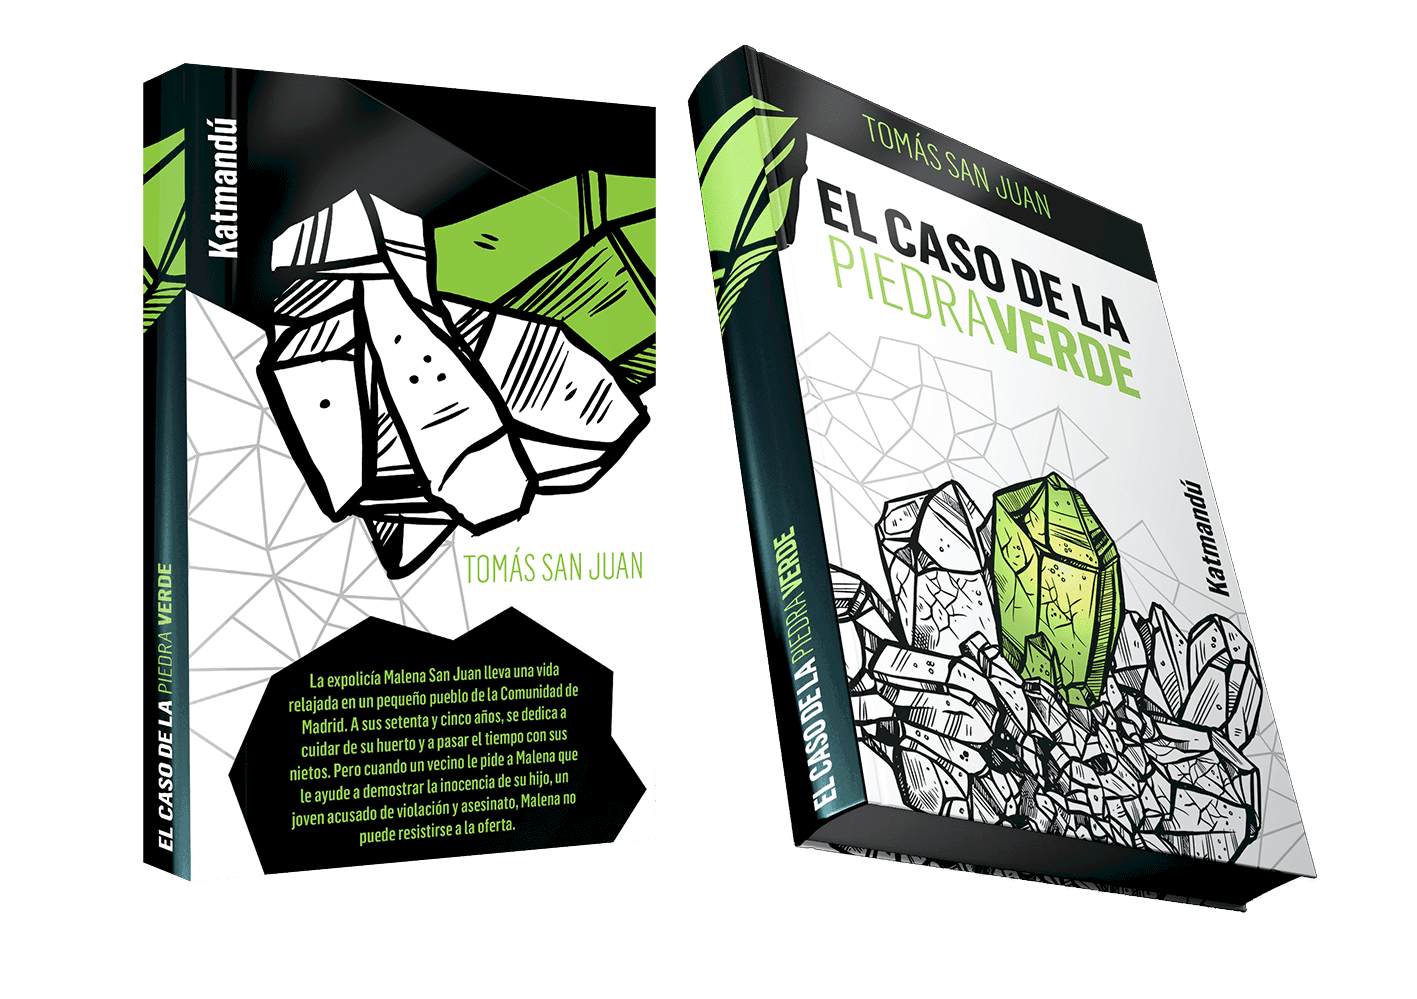 Katmandú
TOMÁS SAN JUAN
La expolicía Malena San Juan lleva una vida
relajada en un pequeño pueblo de la Comunidad de
Madrid. A sus setenta y cinco años, se dedica a
cuidar de su huerto y a pasar el tiempo con sus
nietos. Pero cuando un vecino le pide a Malena que
le ayude a demostrar la inocencia de su hijo, un
joven acusado de violación y asesinato, Malena no
puede resistirse a la oferta.
EL CASO DE LA PIEDRA VERDE
TOMÁS SAN JUAN
EL CASO DE LA
PIEDRAVERDE
Katmandú
EL CASO DE LA PIEDRA VERDE